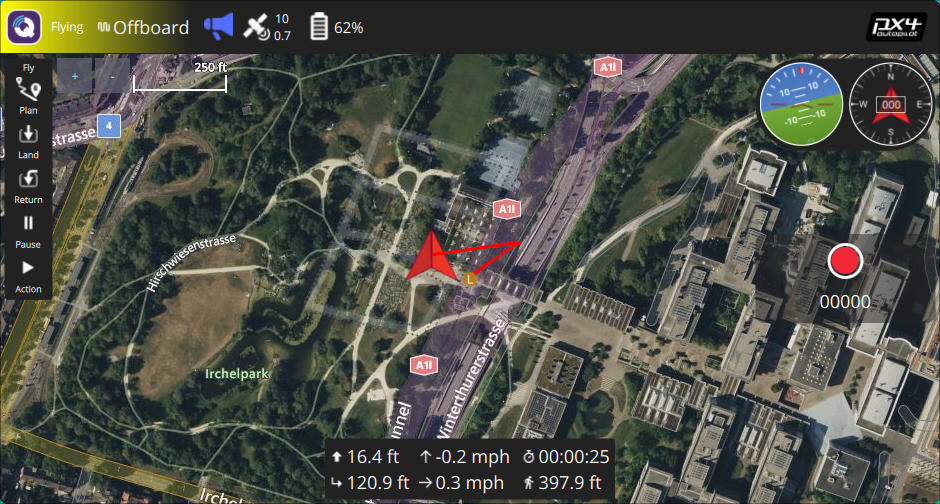 Flying
Offboard
10
0.7
62%
PX4
autopilot
Fly
Plan
Land
Return
Pause
Action
+
-
250 ft
4
strasse
Hirschwiesenstrasse
A1l
A1l
A1l
Irchelpark
Winterthurerstrasse
nnel
Irchel
10 10
-10 -10
N
W 000 E
S
L
00000
16.4 ft -0.2 mph 00:00:25
120.9 ft 0.3 mph 397.9 ft